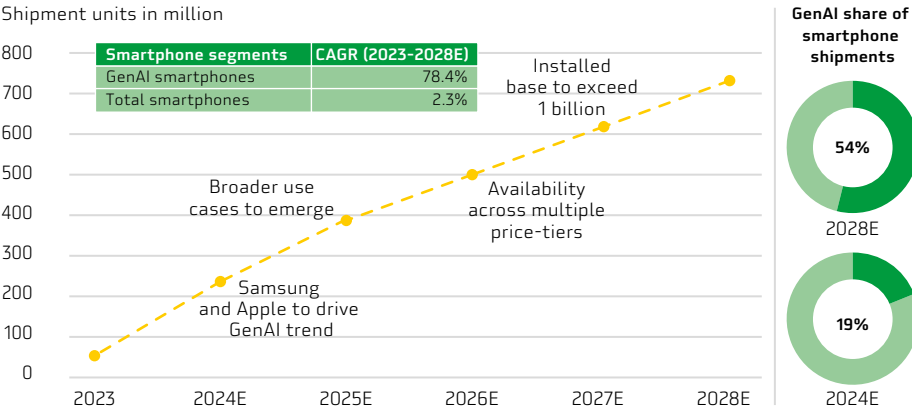 Shipment units in million
GenAI share of
smartphone
shipments
800
700
600
500
400
300
200
100
0
Smartphone segments CAGR (2023-2028E)
GenAI smartphones 78.4%
Total smartphones 2.3%
Installed
base to exceed
1 billion
Broader use
cases to emerge
Availability
across multiple
price-tiers
Samsung
and Apple to drive
GenAI trend
2023 2024E 2025E 2026E 2027E 2028E
54%
2028E
19%
2024E